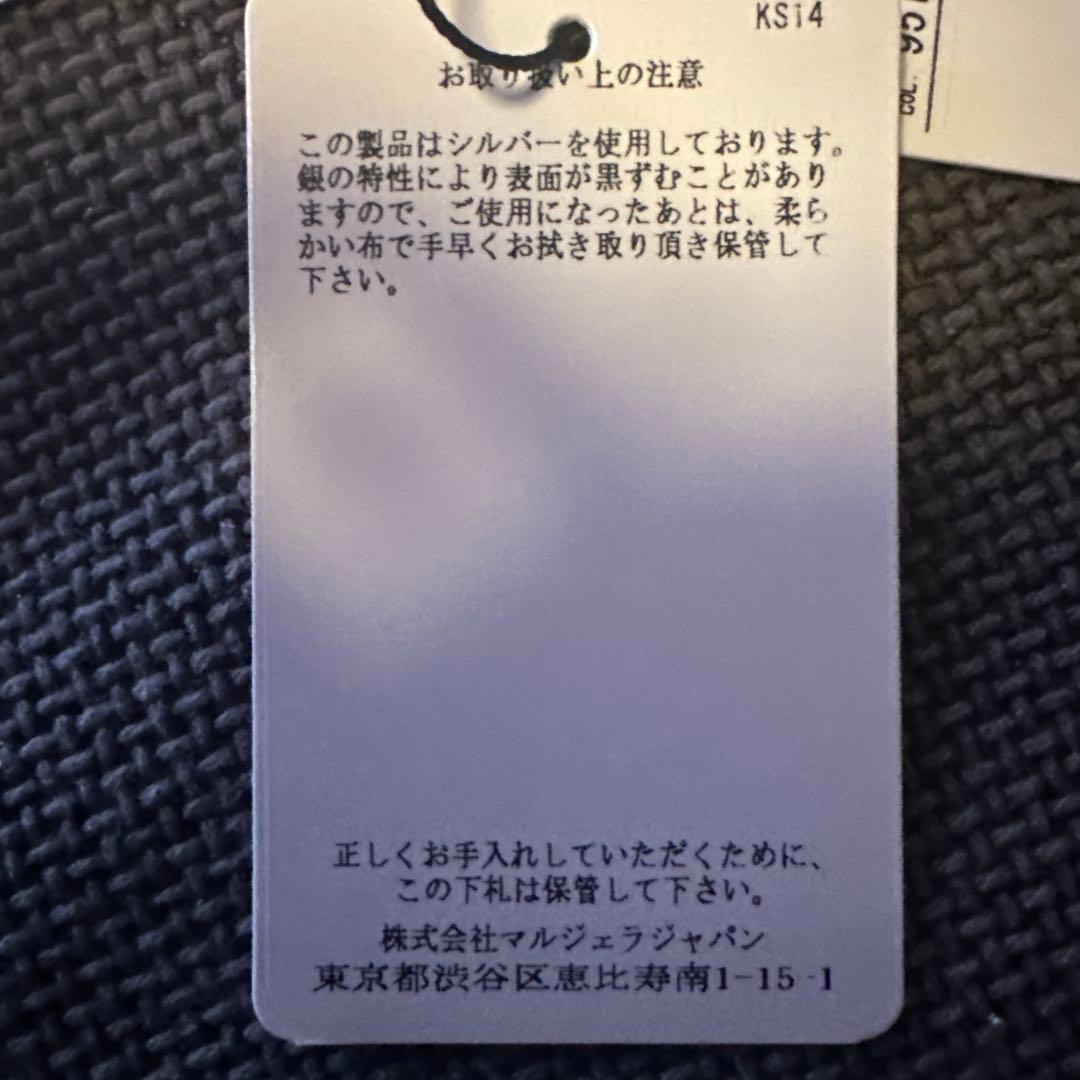 KSi4
お取り扱い上の注意
この製品はシルバーを使用しております。
銀の特性により表面が黒ずむことがあり
ますので、ご使用になったあとは、柔ら
かい布で手早くお拭き取り頂き保管して
下さい。
正しくお手入れしていただくために、
この下札は保管して下さい。
株式会社マルジェラジャパン
東京都渋谷区恵比寿南1-15-1